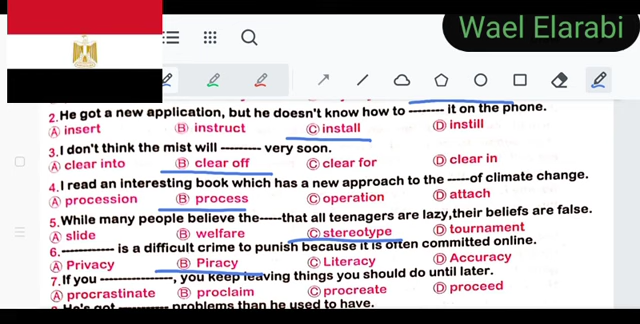 Wael Elarabi
2. He got a new application, but he doesn't know how to -------- it on the phone.
Ⓐ insert Ⓑ instruct Ⓒ install Ⓓ instill
3. I don't think the mist will --------- very soon.
Ⓐ clear into Ⓑ clear off Ⓒ clear for Ⓓ clear in
4. I read an interesting book which has a new approach to the -----of climate change.
Ⓐ procession Ⓑ process Ⓒ operation Ⓓ attach
5. While many people believe the-----that all teenagers are lazy,their beliefs are false.
Ⓐ slide Ⓑ welfare Ⓒ stereotype Ⓓ tournament
6.------------ is a difficult crime to punish because it is often committed online.
Ⓐ Privacy Ⓑ Piracy Ⓒ Literacy Ⓓ Accuracy
7. If you ----------------, you keep leaving things you should do until later.
Ⓐ procrastinate Ⓑ proclaim Ⓒ procreate Ⓓ proceed
He's got ----------- problems than he used to have.